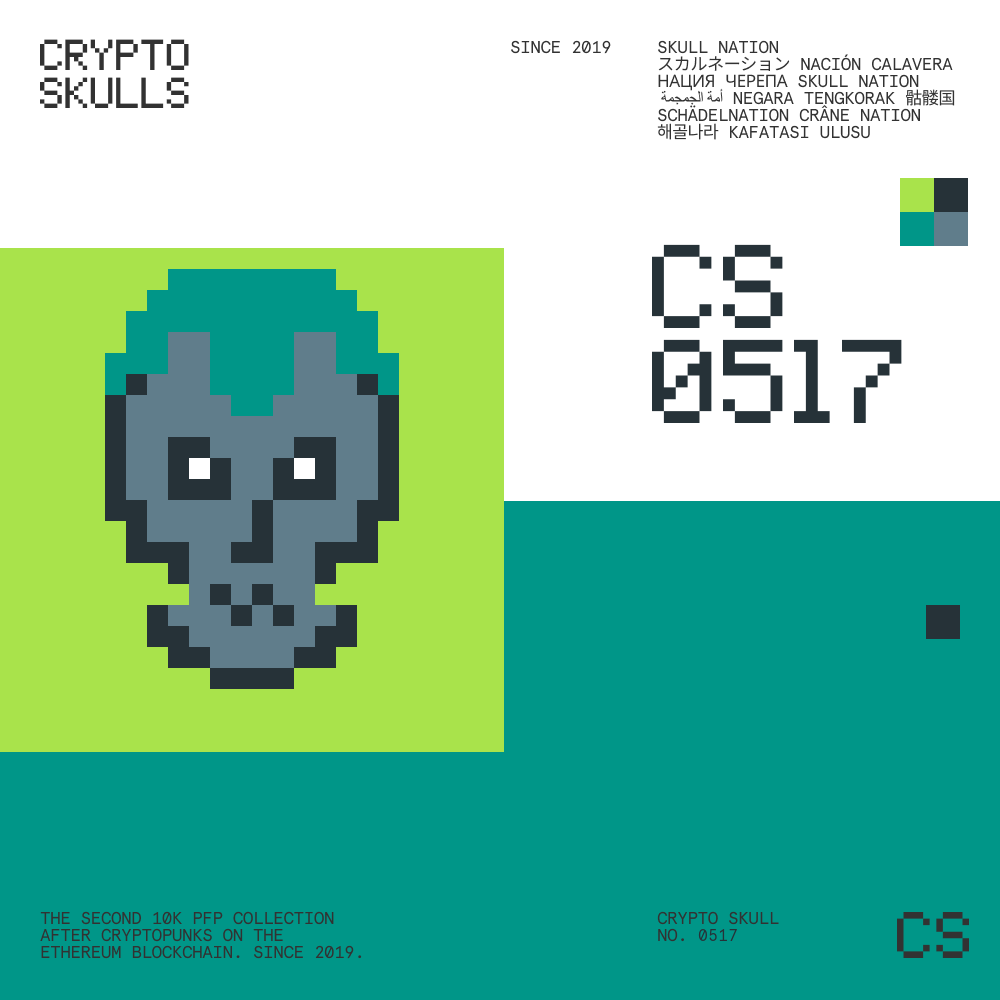 CRYPTO
SKULLS
SINCE 2019
SKULL NATION
スカルネーション NACIÓN CALAVERA
НАЦИЯ ЧЕРЕПА SKULL NATION
أمة الجمجمة NEGARA TENGKORAK 骷髅国
SCHÄDELNATION CRÂNE NATION
해골나라 KAFATASI ULUSU
CS
0517
THE SECOND 10K PFP COLLECTION
AFTER CRYPTOPUNKS ON THE
ETHEREUM BLOCKCHAIN. SINCE 2019.
CRYPTO SKULL
NO. 0517
CS